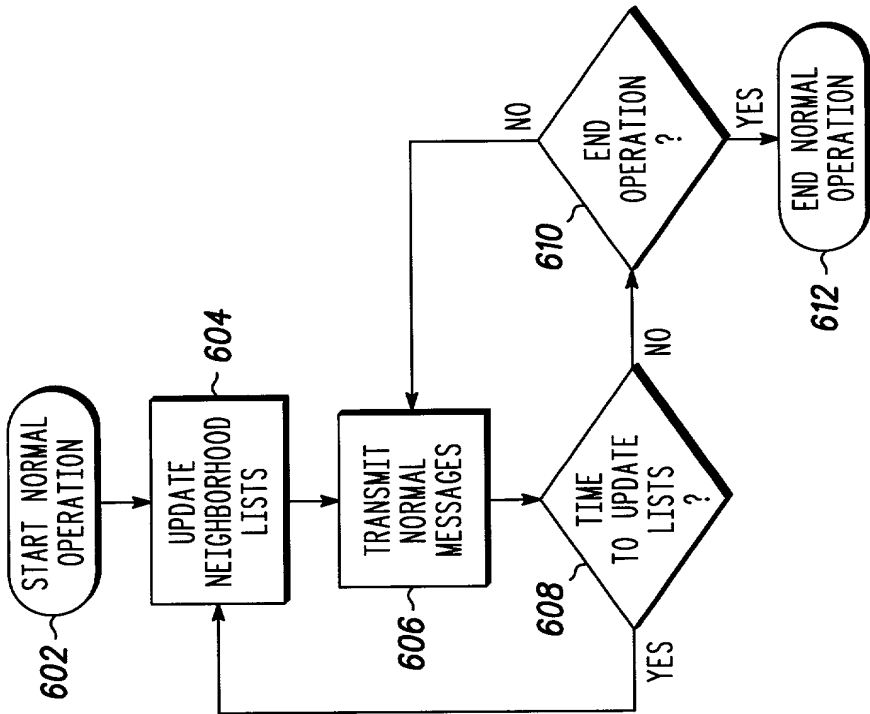 602
START NORMAL
OPERATION
604
UPDATE
NEIGHBORHOOD
LISTS
606
TRANSMIT
NORMAL
MESSAGES
608
TIME
TO UPDATE
LISTS
?
YES
NO
610
END
OPERATION
?
NO
YES
612
END NORMAL
OPERATION